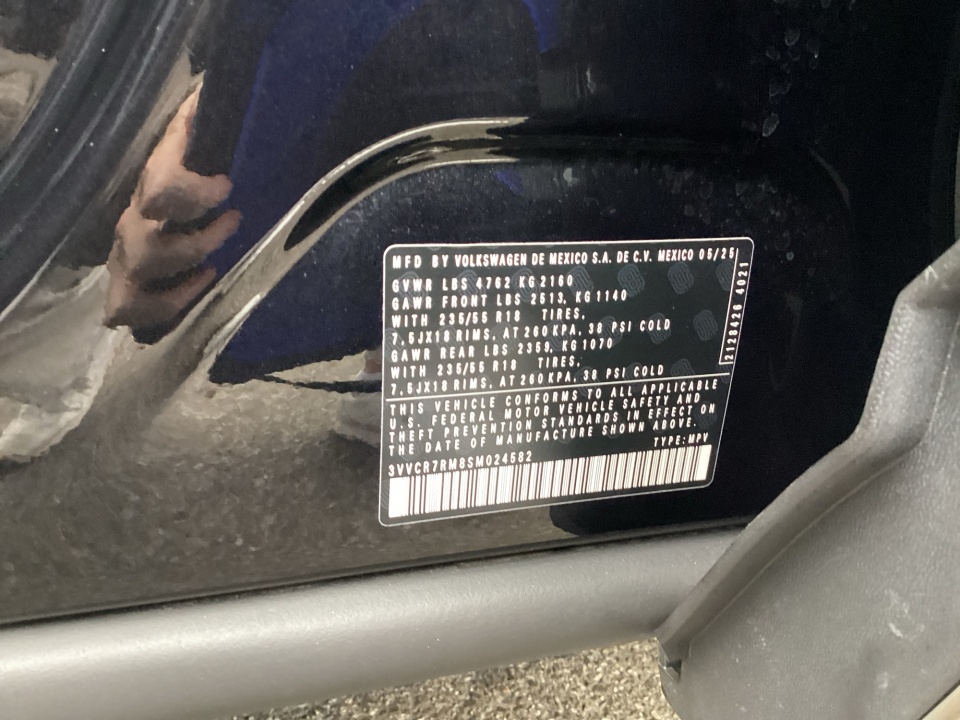 MFD BY VOLKSWAGEN DE MEXICO S.A. DE C.V. MEXICO 05/25
GVWR LBS 4762 KG 2160
GAWR FRONT LBS 2513, KG 1140
WITH 235/55 R18 TIRES,
7.5JX18 RIMS, AT 260 KPA, 38 PSI COLD
GAWR REAR LBS 2359, KG 1070
WITH 235/55 R18 TIRES,
7.5JX18 RIMS, AT 260 KPA, 38 PSI COLD
2128426 4021
THIS VEHICLE CONFORMS TO ALL APPLICABLE
U.S. FEDERAL MOTOR VEHICLE SAFETY AND
THEFT PREVENTION STANDARDS IN EFFECT ON
THE DATE OF MANUFACTURE SHOWN ABOVE.
TYPE: MPV
3VVCR7RM8SM024582